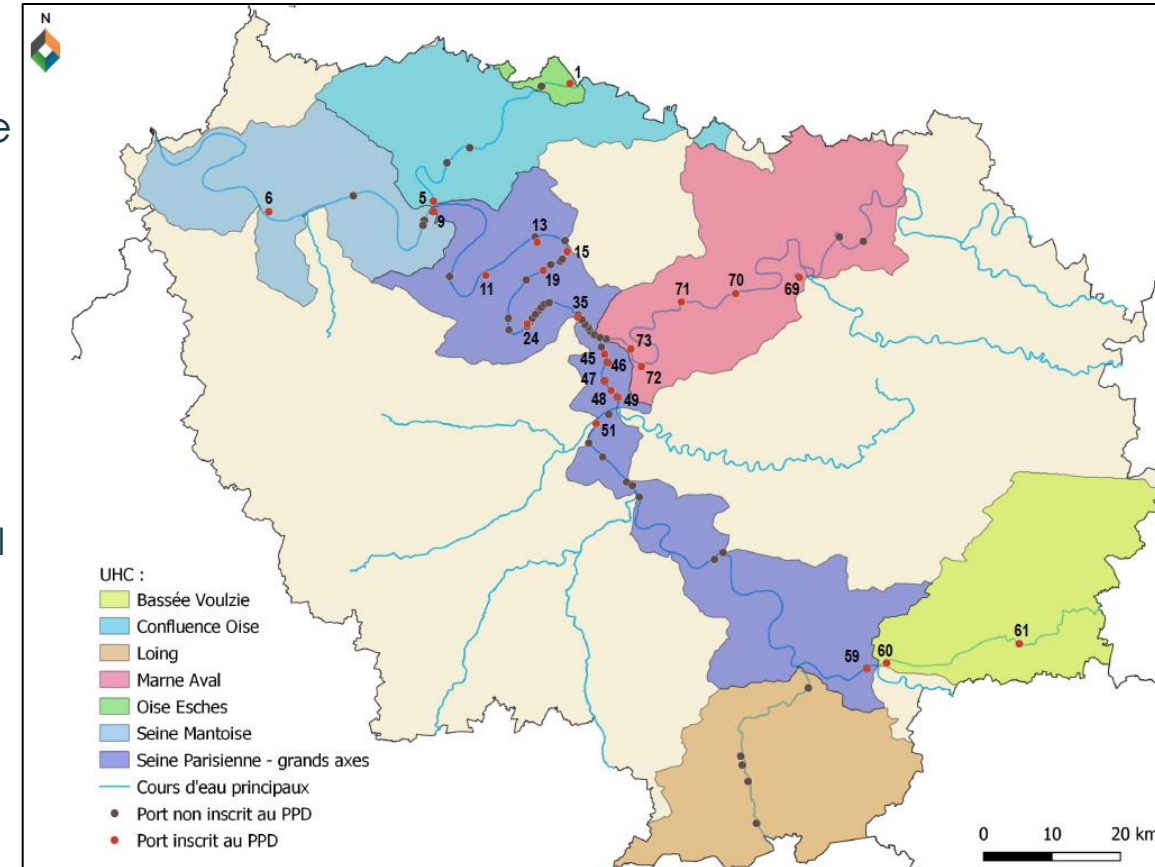 N
e
l
1
6
5
9
13
15
11
19
24
35
71
70
69
73
72
45
46
47
48
49
51
59
60
61
UHC :
Bassée Voulzie
Confluence Oise
Loing
Marne Aval
Oise Esches
Seine Mantoise
Seine Parisienne - grands axes
Cours d'eau principaux
Port non inscrit au PPD
Port inscrit au PPD
0 10 20 km